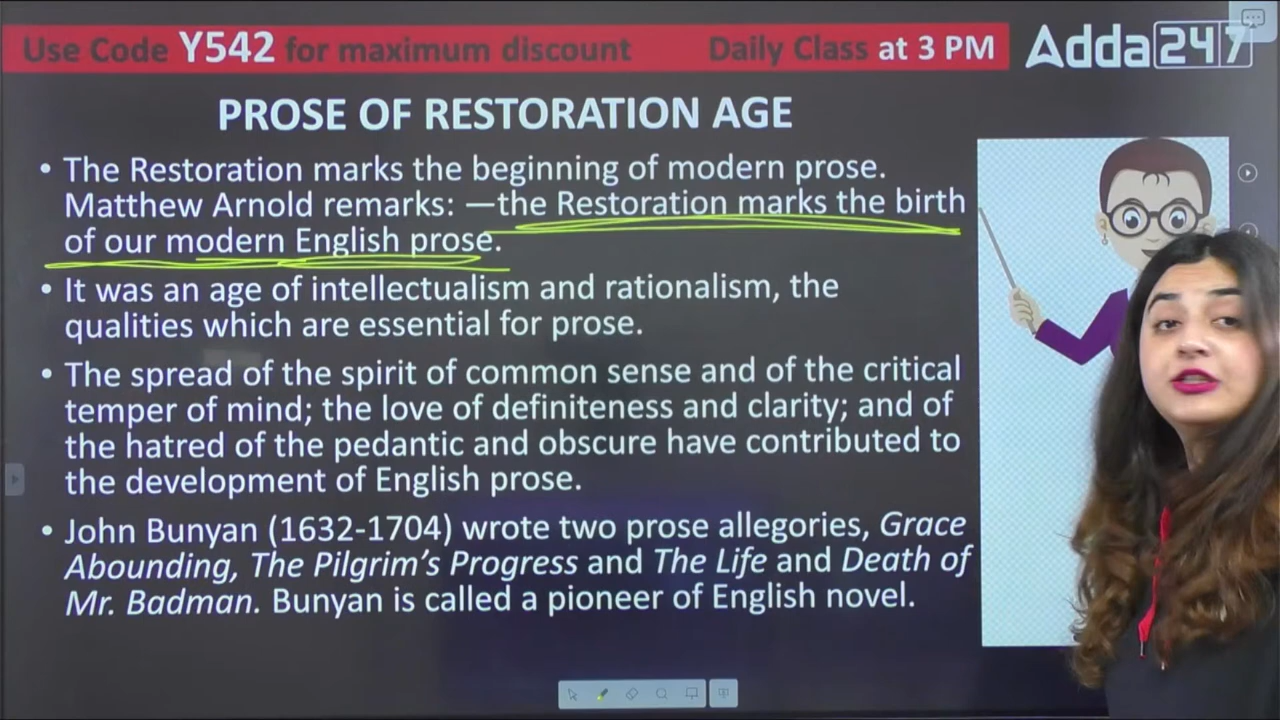 Use Code Y542 for maximum discount Daily Class at 3 PM Adda247
PROSE OF RESTORATION AGE
• The Restoration marks the beginning of modern prose.
Matthew Arnold remarks: —the Restoration marks the birth
of our modern English prose.
• It was an age of intellectualism and rationalism, the
qualities which are essential for prose.
• The spread of the spirit of common sense and of the critical
temper of mind; the love of definiteness and clarity; and of
the hatred of the pedantic and obscure have contributed to
the development of English prose.
• John Bunyan (1632-1704) wrote two prose allegories, Grace
Abounding, The Pilgrim’s Progress and The Life and Death of
Mr. Badman. Bunyan is called a pioneer of English novel.